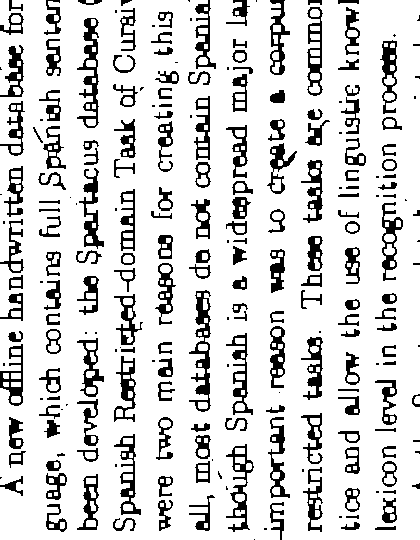 A new offline handwritten database for
guage, which contains full Spanish senten
been developed: the Spartacus database (
Spanish Restricted-domain Task of Cursiv
were two main reasons for creating this
all, most databases do not contain Spanis
though Spanish is a widespread major la
important reason was to create a corpu
restricted tasks. These tasks are common
tice and allow the use of linguistic knowl
lexicon level in the recognition process.